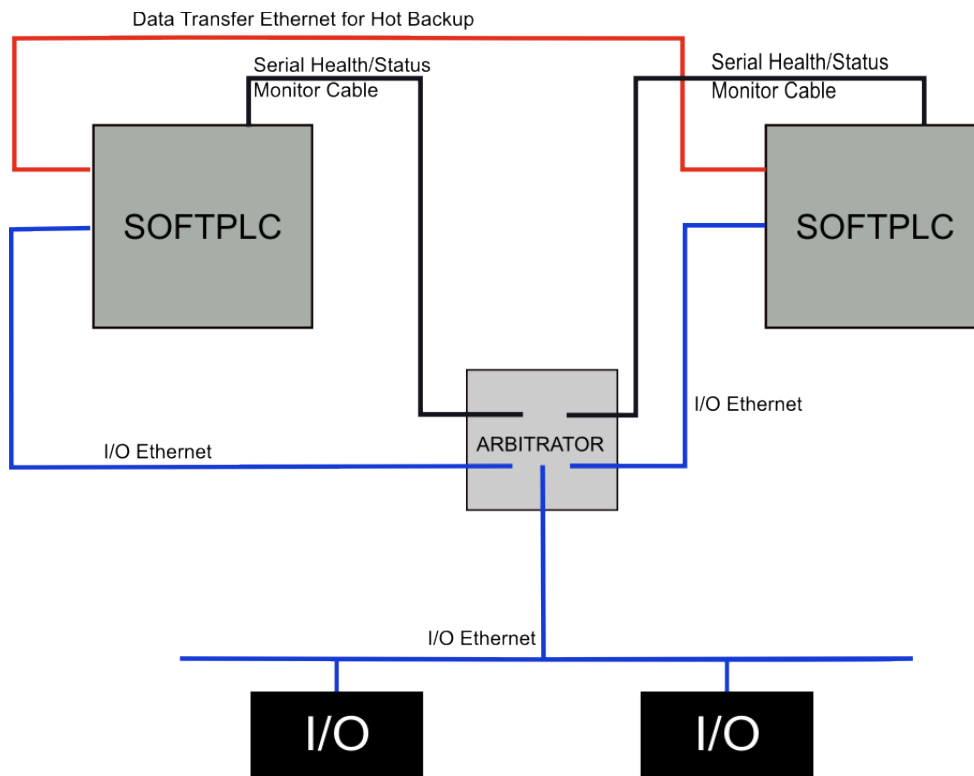 Data Transfer Ethernet for Hot Backup
Serial Health/Status
Monitor Cable
Serial Health/Status
Monitor Cable
SOFTPLC
SOFTPLC
I/O Ethernet
ARBITRATOR
I/O Ethernet
I/O Ethernet
I/O
I/O